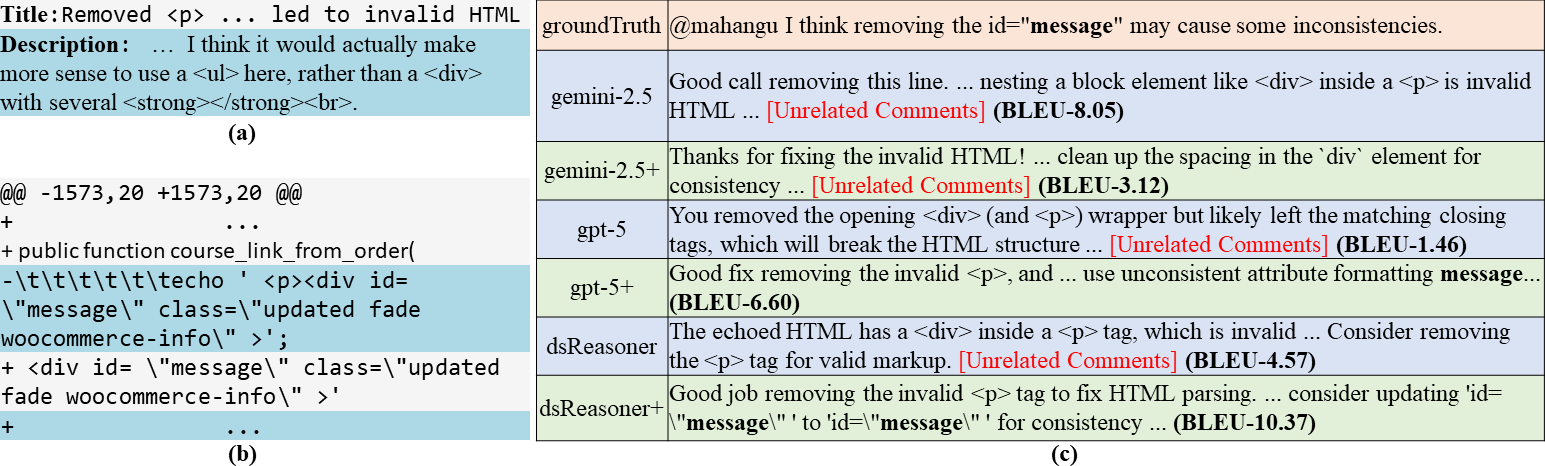 Title:Removed <p> ... led to invalid HTML
Description: … I think it would actually make
more sense to use a <ul> here, rather than a <div>
with several <strong></strong><br>.
(a)
@@ -1573,20 +1573,20 @@
+ ...
+ public function course_link_from_order(
-\t\t\t\t\t\techo ' <p><div id=
\"message\" class=\"updated fade
woocommerce-info\" >';
+ <div id= \"message\" class=\"updated
fade woocommerce-info\" >'
+ ...
(b)
groundTruth @mahangu I think removing the id="message" may cause some inconsistencies.
gemini-2.5 Good call removing this line. ... nesting a block element like <div> inside a <p> is invalid
HTML ... [Unrelated Comments] (BLEU-8.05)
gemini-2.5+ Thanks for fixing the invalid HTML! ... clean up the spacing in the `div` element for
consistency ... [Unrelated Comments] (BLEU-3.12)
gpt-5 You removed the opening <div> (and <p>) wrapper but likely left the matching closing
tags, which will break the HTML structure ... [Unrelated Comments] (BLEU-1.46)
gpt-5+ Good fix removing the invalid <p>, and ... use unconsistent attribute formatting message...
(BLEU-6.60)
dsReasoner The echoed HTML has a <div> inside a <p> tag, which is invalid ... Consider removing
the <p> tag for valid markup. [Unrelated Comments] (BLEU-4.57)
dsReasoner+ Good job removing the invalid <p> tag to fix HTML parsing. ... consider updating 'id=
\"message\" ' to 'id=\"message\" ' for consistency ... (BLEU-10.37)
(c)